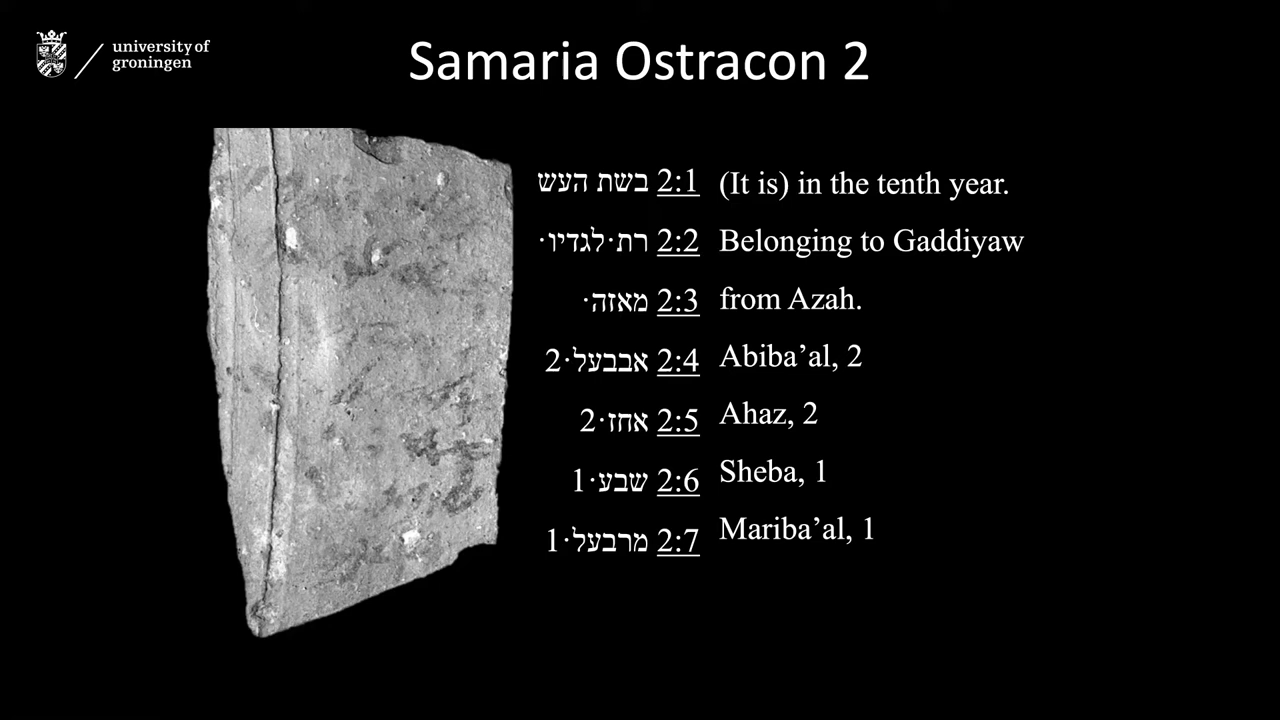 university of
groningen
Samaria Ostracon 2
2:1 בשת העש
(It is) in the tenth year.
2:2 רת·לגדיו·
Belonging to Gaddiyaw
2:3 מאזה·
from Azah.
2:4 אבבעל·2
Abiba’al, 2
2:5 אחז·2
Ahaz, 2
2:6 שבע·1
Sheba, 1
2:7 מרבעל·1
Mariba’al, 1